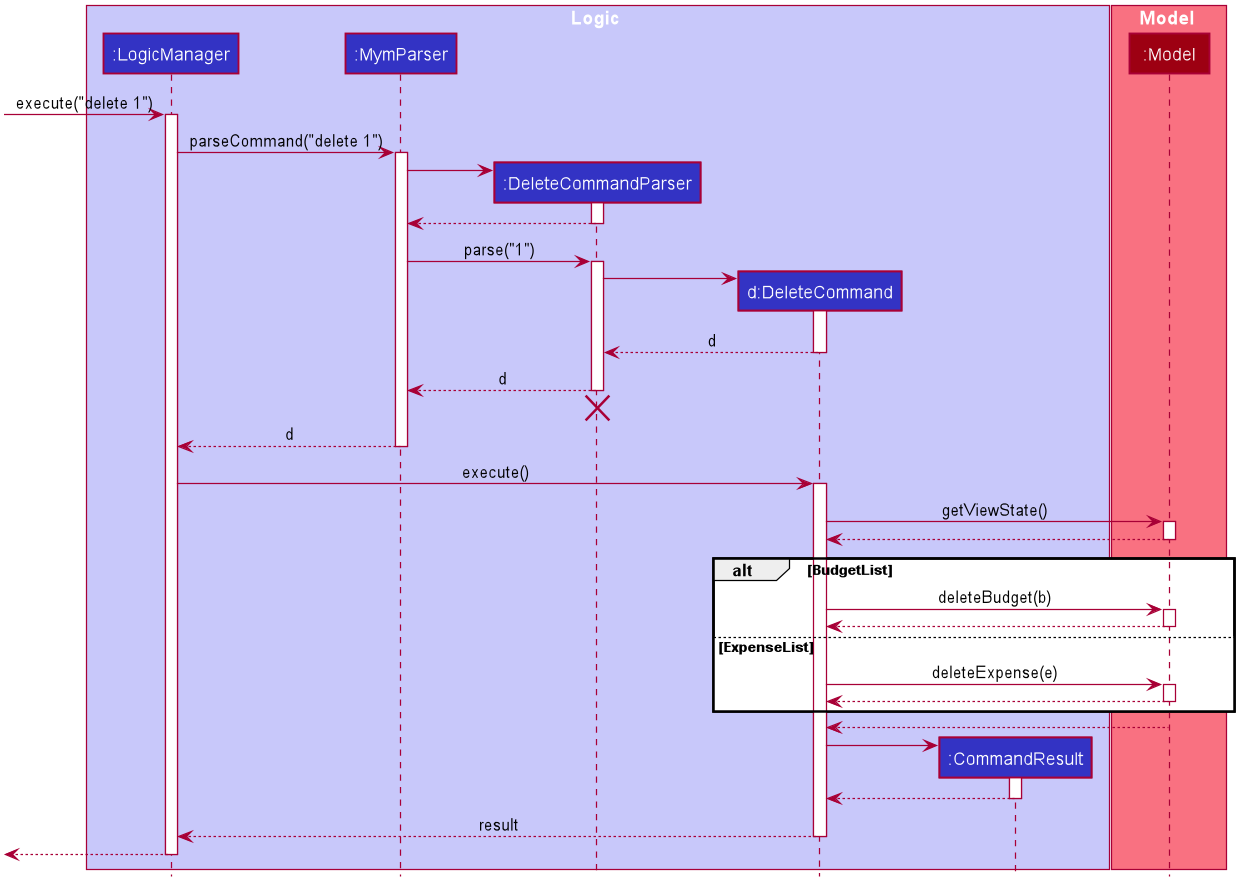 Logic
Model
:LogicManager
:MymParser
:Model
execute("delete 1")
parseCommand("delete 1")
:DeleteCommandParser
parse("1")
d:DeleteCommand
d
d
d
execute()
getViewState()
alt
[BudgetList]
deleteBudget(b)
[ExpenseList]
deleteExpense(e)
:CommandResult
result